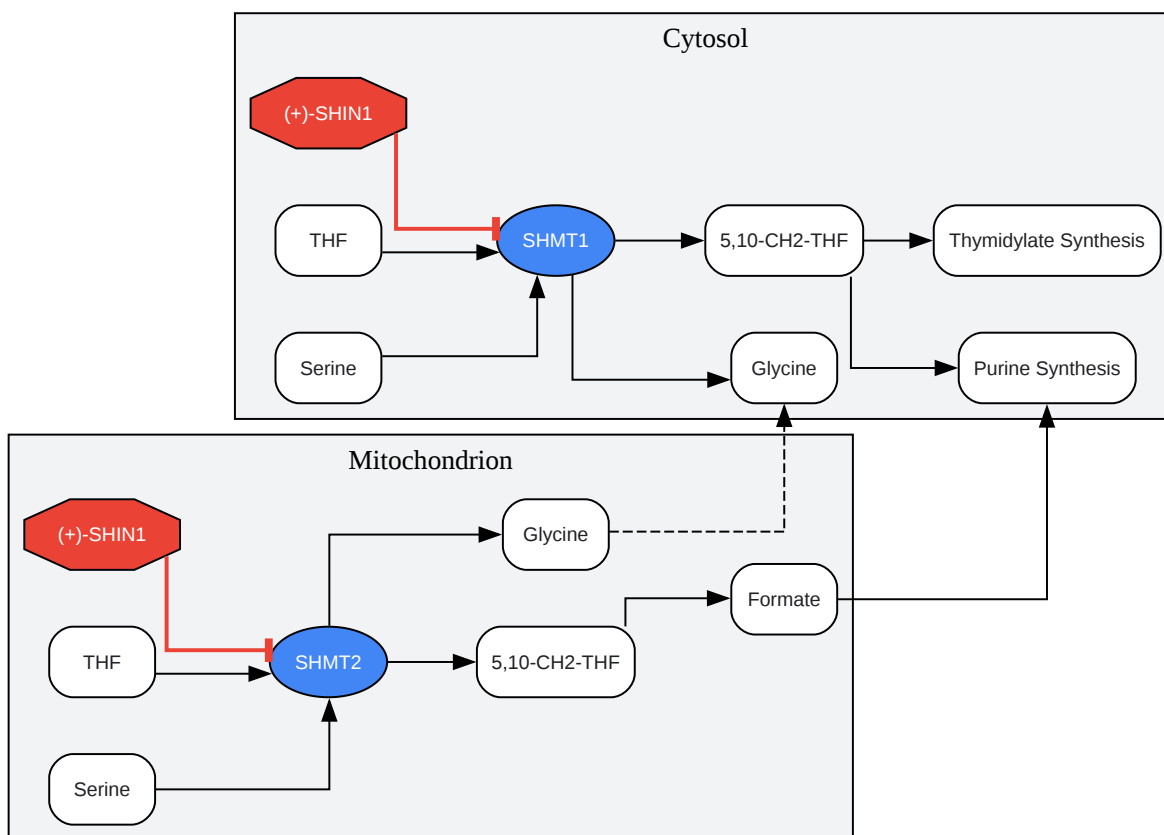 Cytosol
(+)-SHIN1
THF
SHMT1
5,10-CH2-THF
Thymidylate Synthesis
Serine
Glycine
Purine Synthesis
Mitochondrion
(+)-SHIN1
Glycine
Formate
THF
SHMT2
5,10-CH2-THF
Serine